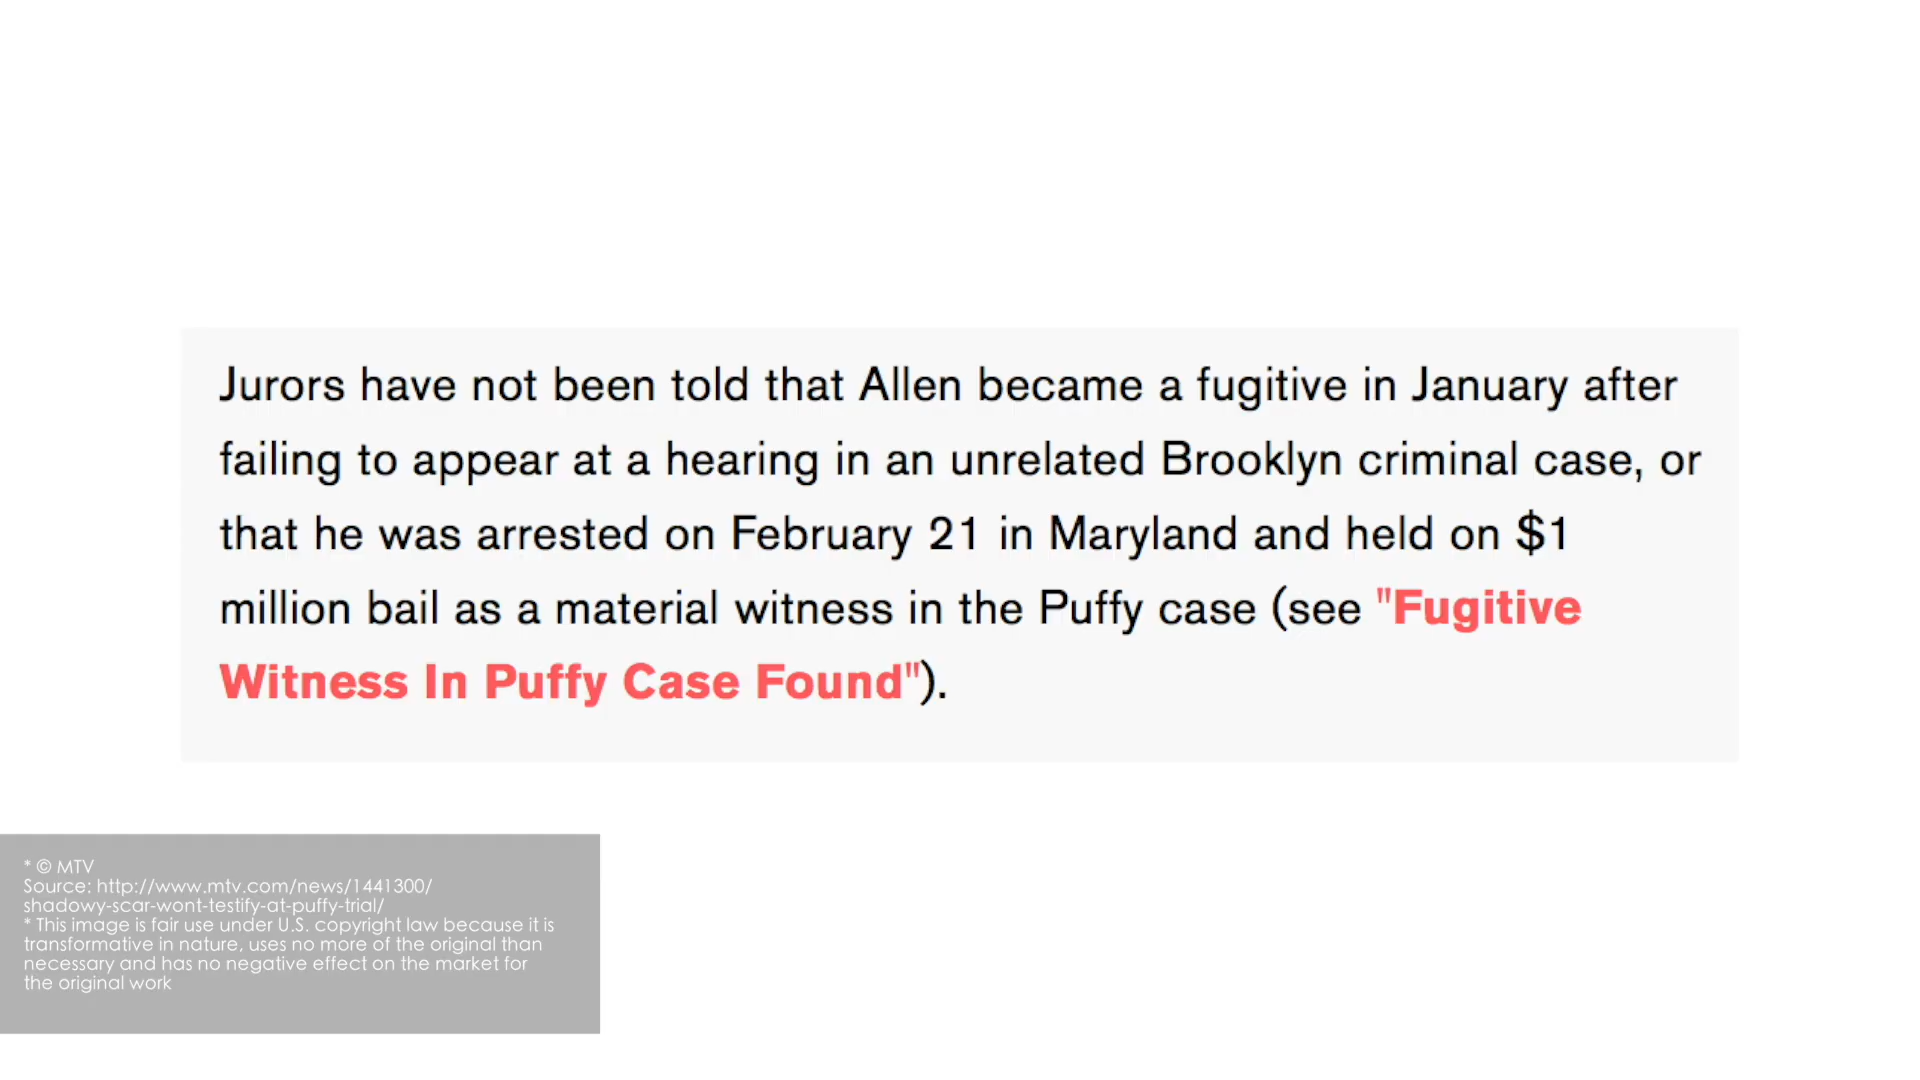 Jurors have not been told that Allen became a fugitive in January after
failing to appear at a hearing in an unrelated Brooklyn criminal case, or
that he was arrested on February 21 in Maryland and held on $1
million bail as a material witness in the Puffy case (see "Fugitive
Witness In Puffy Case Found").
* © MTV
Source: http://www.mtv.com/news/1441300/
shadowy-scar-wont-testify-at-puffy-trial/
* This image is fair use under U.S. copyright law because it is
transformative in nature, uses no more of the original than
necessary and has no negative effect on the market for
the original work